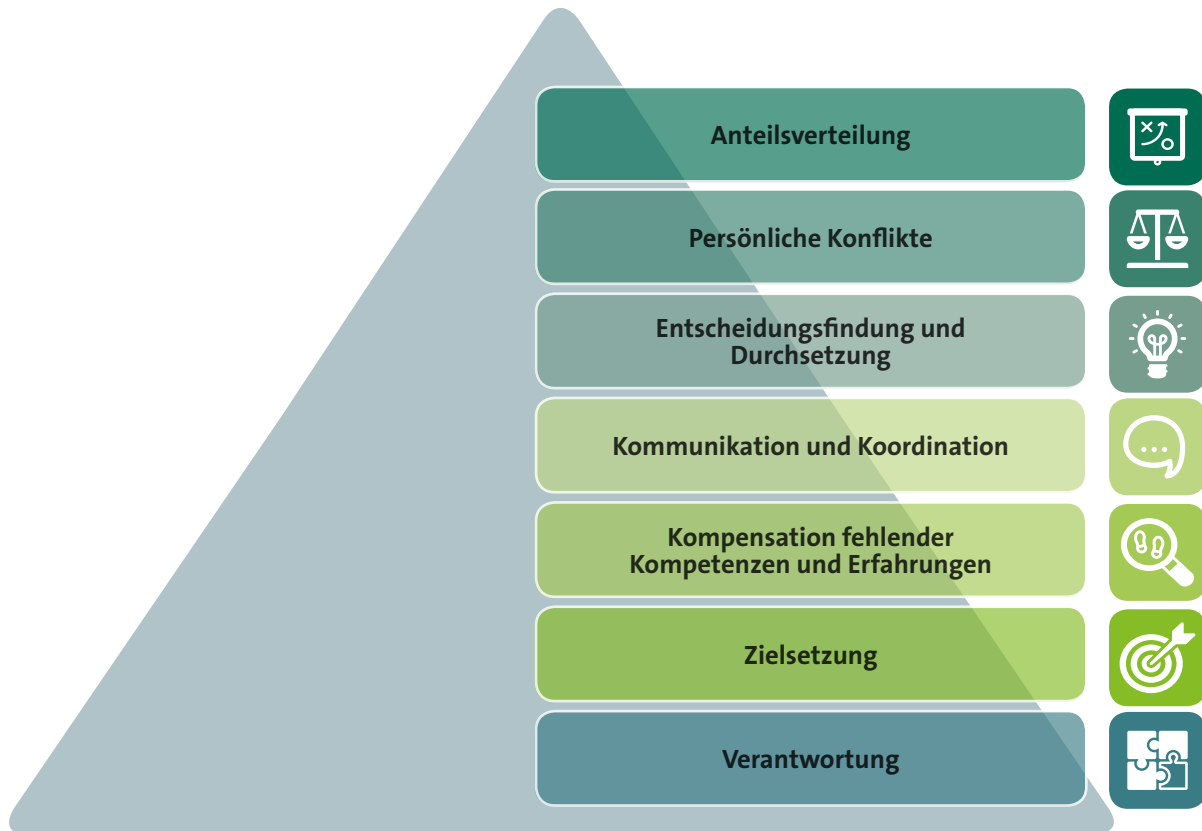 Anteilsverteilung
Persönliche Konflikte
Entscheidungsfindung und
Durchsetzung
Kommunikation und Koordination
Kompensation fehlender
Kompetenzen und Erfahrungen
Zielsetzung
Verantwortung